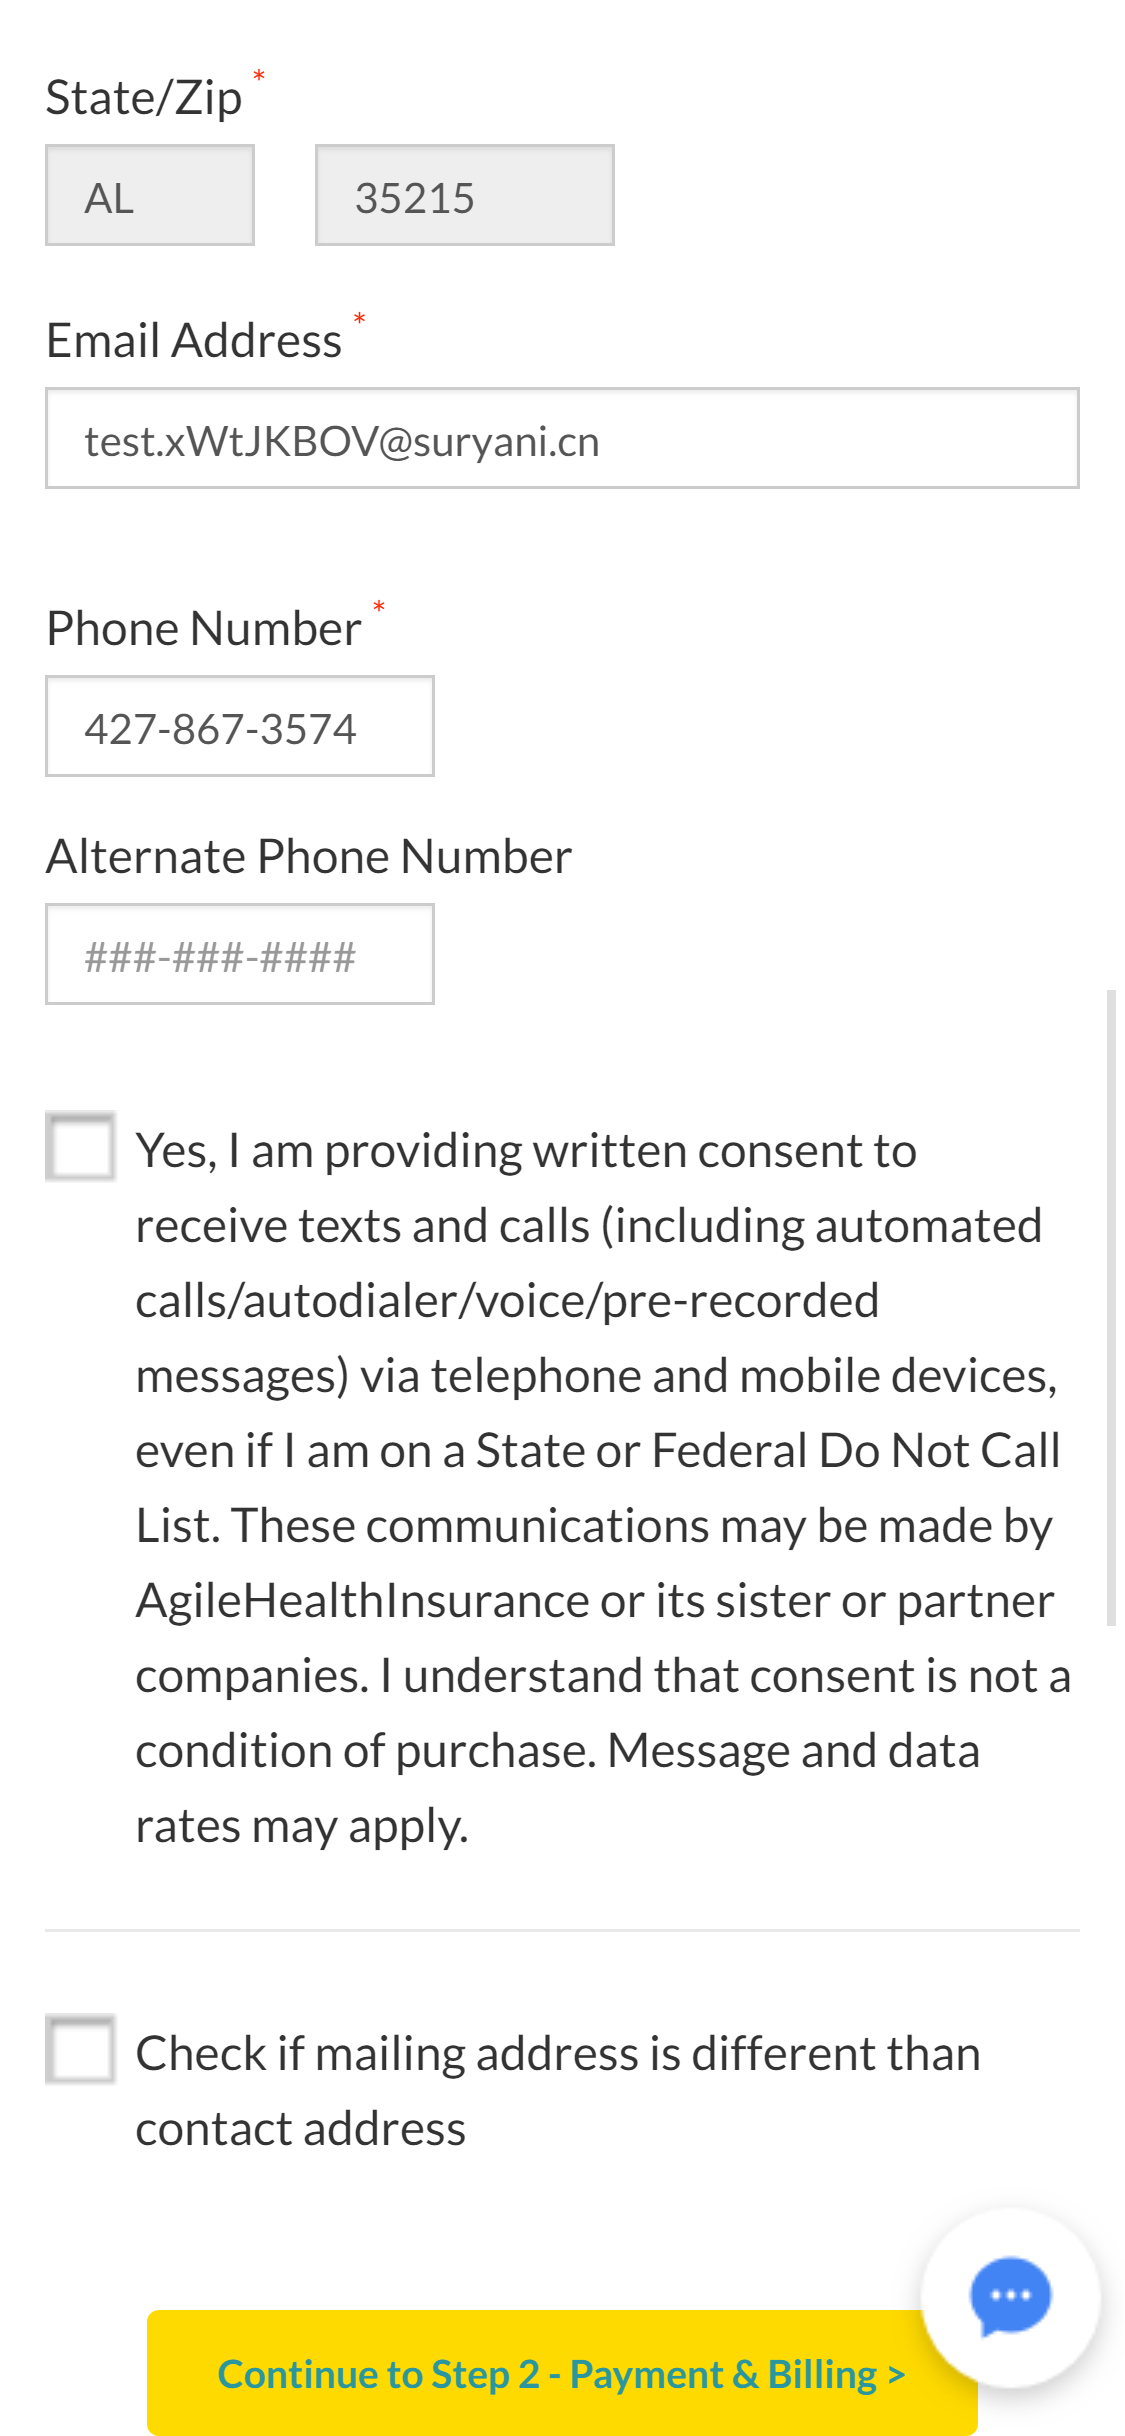 State/Zip *
AL 35215
Email Address *
test.xWtJKBOV@suryani.cn
Phone Number *
427-867-3574
Alternate Phone Number
###-###-####
Yes, I am providing written consent to
receive texts and calls (including automated
calls/autodialer/voice/pre-recorded
messages) via telephone and mobile devices,
even if I am on a State or Federal Do Not Call
List. These communications may be made by
AgileHealthInsurance or its sister or partner
companies. I understand that consent is not a
condition of purchase. Message and data
rates may apply.
Check if mailing address is different than
contact address
Continue to Step 2 - Payment & Billing >